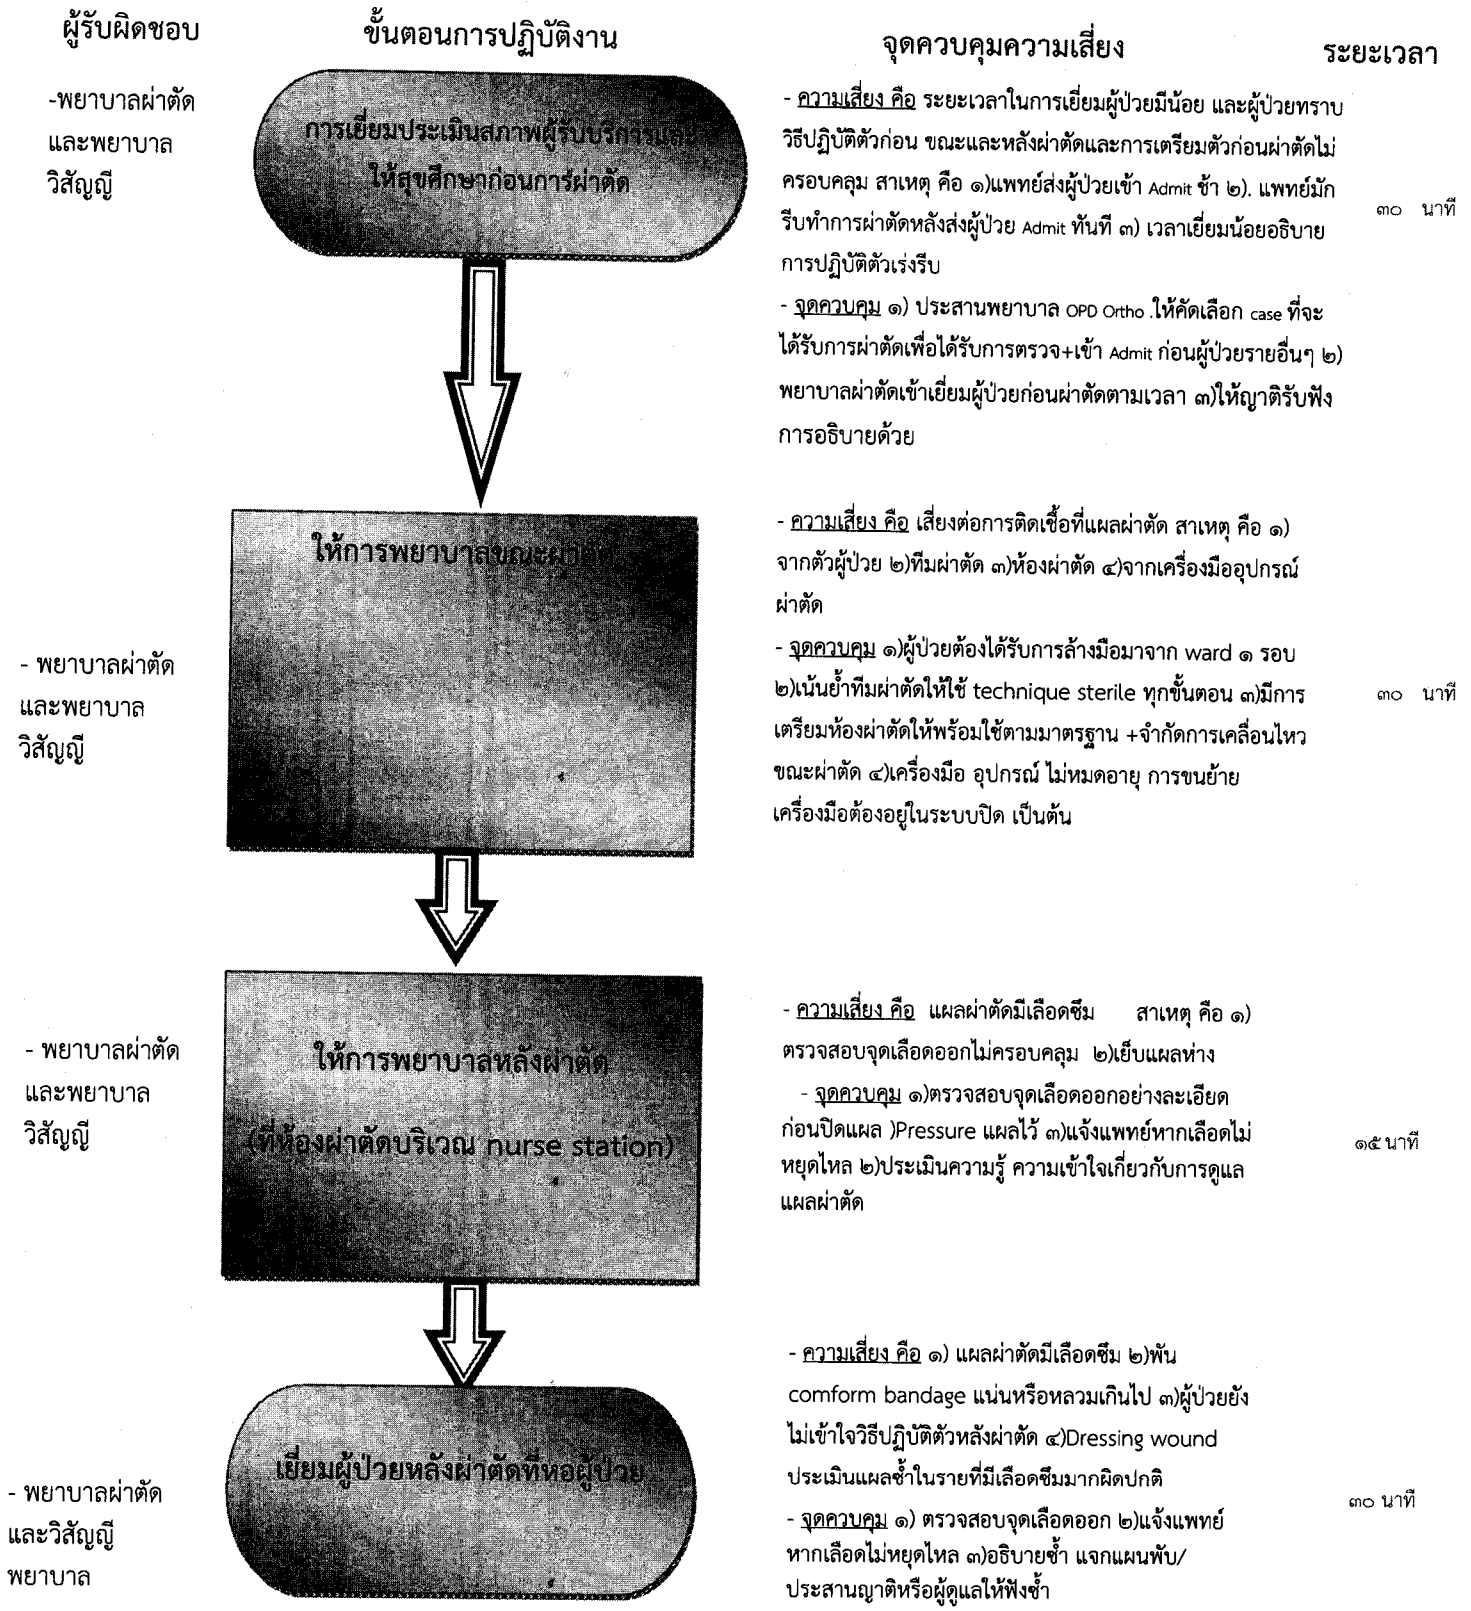 ผู้รับผิดชอบ
ขั้นตอนการปฏิบัติงาน
จุดควบคุมความเสี่ยง
ระยะเวลา
-พยาบาลผ่าตัด
และพยาบาล
วิสัญญี
การเยี่ยมประเมินสภาพผู้รับบริการและ
ให้สุขศึกษาก่อนการผ่าตัด
- ความเสี่ยง คือ ระยะเวลาในการเยี่ยมผู้ป่วยมีน้อย และผู้ป่วยทราบ
วิธีปฏิบัติตัวก่อน ขณะและหลังผ่าตัดและการเตรียมตัวก่อนผ่าตัดไม่
ครอบคลุม สาเหตุ คือ ๑)แพทย์ส่งผู้ป่วยเข้า Admit ช้า ๒). แพทย์มัก
รีบทำการผ่าตัดหลังส่งผู้ป่วย Admit ทันที ๓) เวลาเยี่ยมน้อยอธิบาย
การปฏิบัติตัวเร่งรีบ
- จุดควบคุม ๑) ประสานพยาบาล OPD Ortho .ให้คัดเลือก case ที่จะ
ได้รับการผ่าตัดเพื่อได้รับการตรวจ+เข้า Admit ก่อนผู้ป่วยรายอื่นๆ ๒)
พยาบาลผ่าตัดเข้าเยี่ยมผู้ป่วยก่อนผ่าตัดตามเวลา ๓)ให้ญาติรับฟัง
การอธิบายด้วย
๓๐ นาที
- พยาบาลผ่าตัด
และพยาบาล
วิสัญญี
ให้การพยาบาลขณะผ่าตัด
- ความเสี่ยง คือ เสี่ยงต่อการติดเชื้อที่แผลผ่าตัด สาเหตุ คือ ๑)
จากตัวผู้ป่วย ๒)ทีมผ่าตัด ๓)ห้องผ่าตัด ๔)จากเครื่องมืออุปกรณ์
ผ่าตัด
- จุดควบคุม ๑)ผู้ป่วยต้องได้รับการล้างมือมาจาก ward ๑ รอบ
๒)เน้นย้ำทีมผ่าตัดให้ใช้ technique sterile ทุกขั้นตอน ๓)มีการ
เตรียมห้องผ่าตัดให้พร้อมใช้ตามมาตรฐาน +จำกัดการเคลื่อนไหว
ขณะผ่าตัด ๔)เครื่องมือ อุปกรณ์ ไม่หมดอายุ การขนย้าย
เครื่องมือต้องอยู่ในระบบปิด เป็นต้น
๓๐ นาที
- พยาบาลผ่าตัด
และพยาบาล
วิสัญญี
ให้การพยาบาลหลังผ่าตัด
(ที่ห้องผ่าตัดบริเวณ nurse station)
- ความเสี่ยง คือ แผลผ่าตัดมีเลือดซึม สาเหตุ คือ ๑)
ตรวจสอบจุดเลือดออกไม่ครอบคลุม ๒)เย็บแผลห่าง
- จุดควบคุม ๑)ตรวจสอบจุดเลือดออกอย่างละเอียด
ก่อนปิดแผล )Pressure แผลไว้ ๓)แจ้งแพทย์หากเลือดไม่
หยุดไหล ๒)ประเมินความรู้ ความเข้าใจเกี่ยวกับการดูแล
แผลผ่าตัด
๑๕ นาที
- พยาบาลผ่าตัด
และวิสัญญี
พยาบาล
เยี่ยมผู้ป่วยหลังผ่าตัดที่หอผู้ป่วย
- ความเสี่ยง คือ ๑) แผลผ่าตัดมีเลือดซึม ๒)พัน
comform bandage แน่นหรือหลวมเกินไป ๓)ผู้ป่วยยัง
ไม่เข้าใจวิธีปฏิบัติตัวหลังผ่าตัด ๔)Dressing wound
ประเมินแผลซ้ำในรายที่มีเลือดซึมมากผิดปกติ
- จุดควบคุม ๑) ตรวจสอบจุดเลือดออก ๒)แจ้งแพทย์
หากเลือดไม่หยุดไหล ๓)อธิบายซ้ำ แจกแผนพับ/
ประสานญาติหรือผู้ดูแลให้ฟังซ้ำ
๓๐ นาที